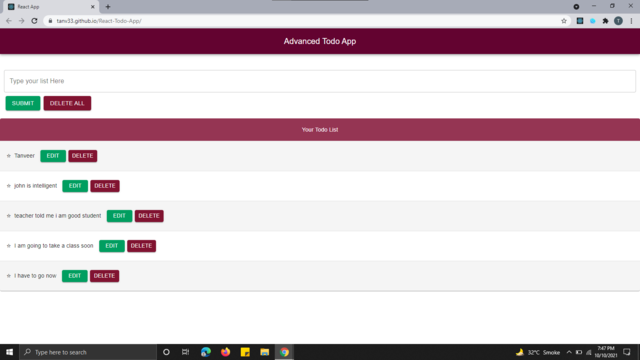 React App
tanv33.github.io/React-Todo-App/
T
Advanced Todo App
Type your list Here
SUBMIT DELETE ALL
Your Todo List
Tanveer EDIT DELETE
john is intelligent EDIT DELETE
teacher told me i am good student EDIT DELETE
I am going to take a class soon EDIT DELETE
I have to go now EDIT DELETE
Type here to search
32°C Smoke
7:47 PM
10/10/2021